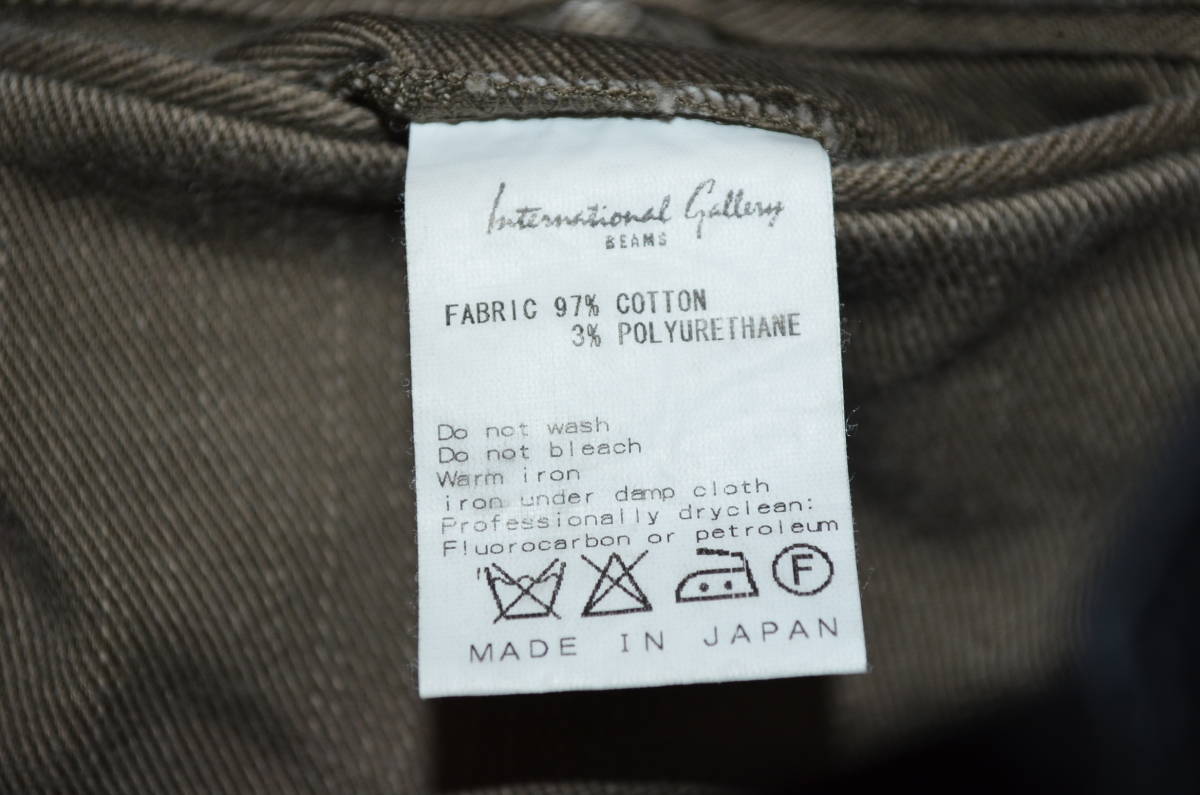 International Gallery
BEAMS
FABRIC 97% COTTON
3% POLYURETHANE
Do not wash
Do not bleach
Warm iron
iron under damp cloth
Professionally dryclean:
Fluorocarbon or petroleum
F
MADE IN JAPAN